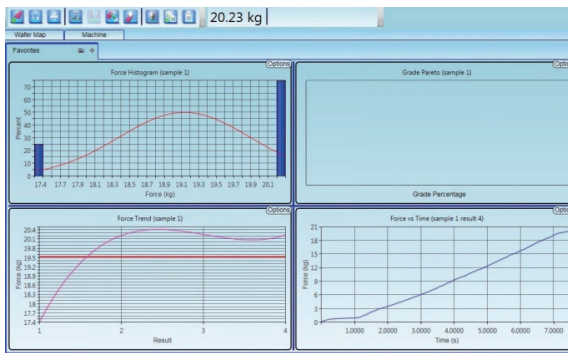 20.23 kg
Wafer Map
Machine
Favorites
Options
Force Histogram (sample 1)
Percent
70
60
50
40
30
20
10
0
17.4 17.7 17.9 18.1 18.3 18.5 18.7 18.9 19.1 19.3 19.5 19.7 19.9 20.1
Force (kg)
Optio
Grade Pareto (sample 1)
Grade Percentage
Options
Force Trend (sample 1)
Force (kg)
20.4
20.1
19.8
19.5
19.2
18.9
18.6
18.3
18
17.7
17.4
1 2 3 4
Result
Optio
Force vs Time (sample 1 result 4)
Force (kg)
21
18
15
12
9
6
3
0
1.0000 2.0000 3.0000 4.0000 5.0000 6.0000 7.0000
Time (s)